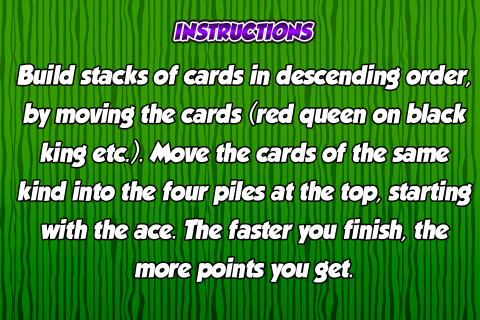 INSTRUCTIONS
Build stacks of cards in descending order,
by moving the cards (red queen on black
king etc.). Move the cards of the same
kind into the four piles at the top, starting
with the ace. The faster you finish, the
more points you get.